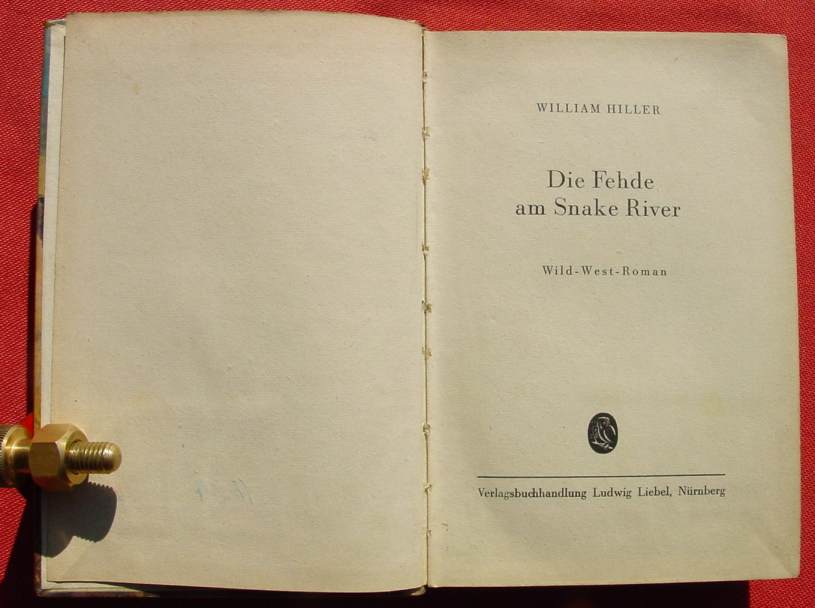 WILLIAM HILLER
Die Fehde
am Snake River
Wild-West-Roman
Verlagsbuchhandlung Ludwig Liebel, Nürnberg